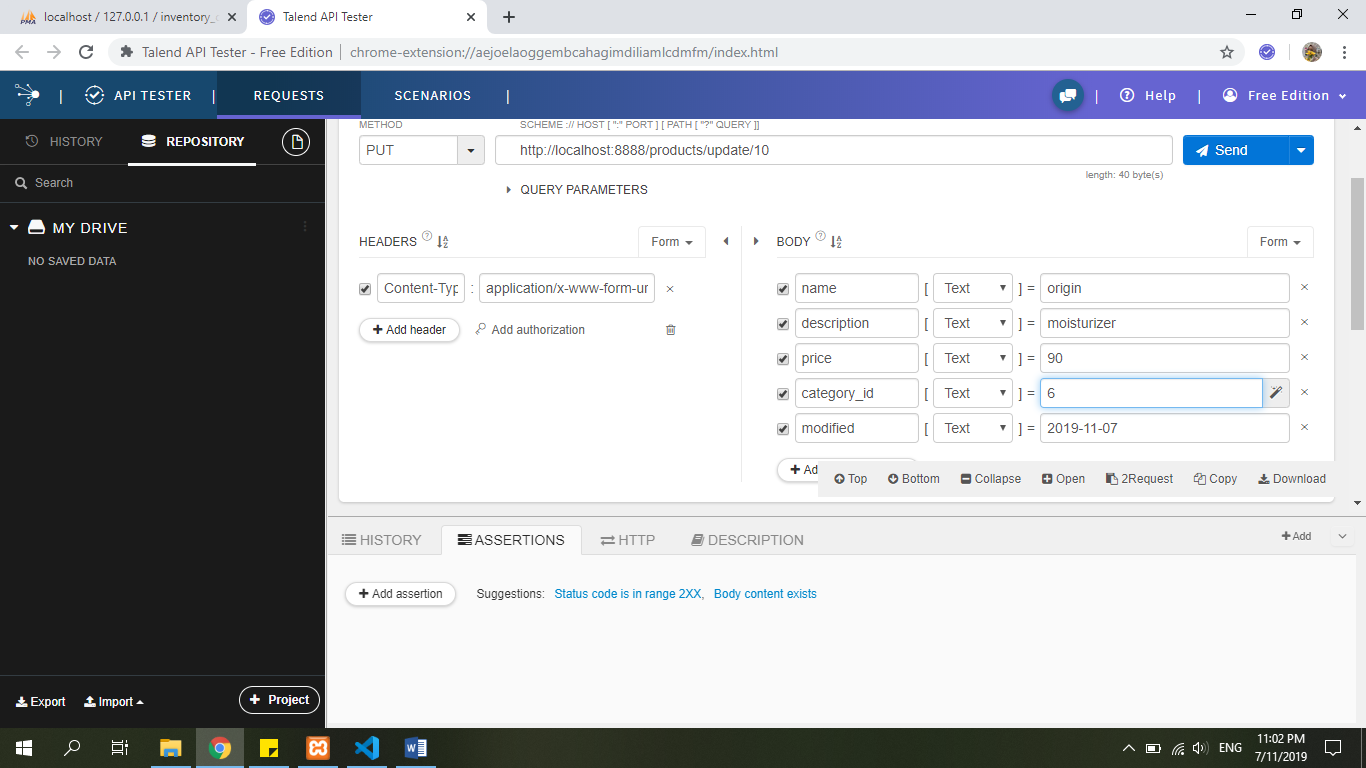 localhost / 127.0.0.1 / inventory_
Talend API Tester
Talend API Tester - Free Edition | chrome-extension://aejoelaoggembcahagimdiliamlcdmfm/index.html
| API TESTER | REQUESTS SCENARIOS | | Help | Free Edition
HISTORY REPOSITORY
Search
MY DRIVE
NO SAVED DATA
METHOD SCHEME :// HOST [ ":" PORT ] [ PATH [ "?" QUERY ]]
PUT http://localhost:8888/products/update/10 Send
length: 40 byte(s)
QUERY PARAMETERS
HEADERS Form BODY Form
Content-Typ : application/x-www-form-ur
Add header Add authorization
name [ Text ] = origin
description [ Text ] = moisturizer
price [ Text ] = 90
category_id [ Text ] = 6
modified [ Text ] = 2019-11-07
Top Bottom Collapse Open 2Request Copy Download
HISTORY ASSERTIONS HTTP DESCRIPTION Add
Add assertion Suggestions: Status code is in range 2XX, Body content exists
Export Import + Project
ENG
11:02 PM
7/11/2019